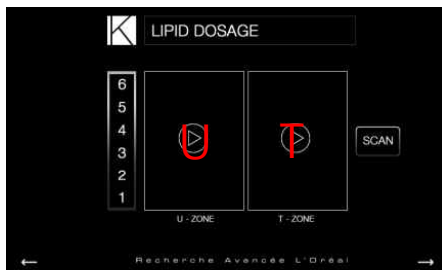 K
LIPID DOSAGE
6
5
4
3
2
1
U
T
SCAN
U - ZONE
T - ZONE
← Recherche Avancée L'Oréal →